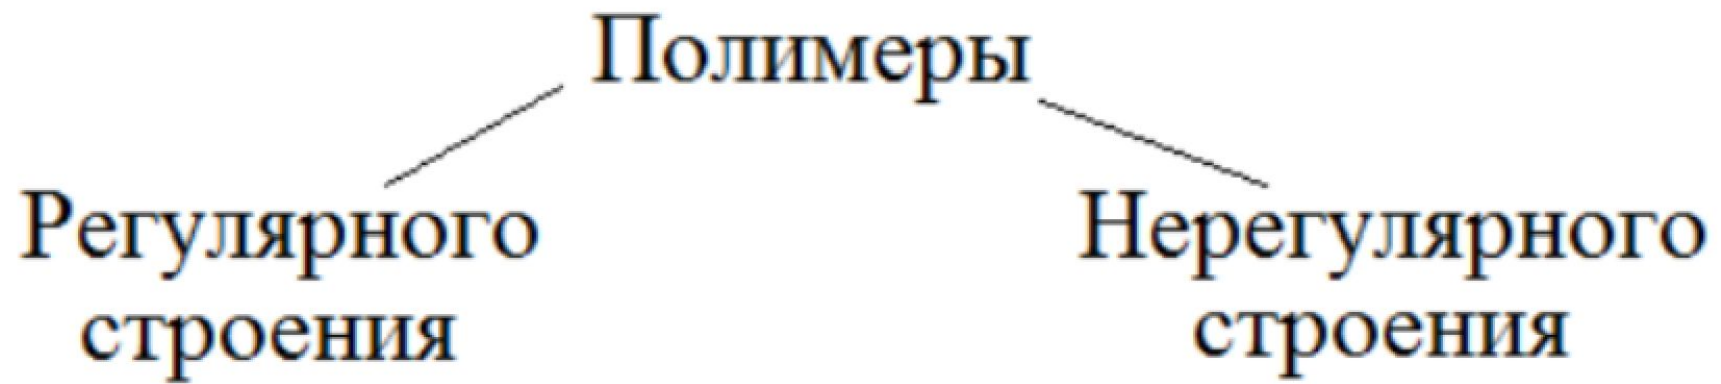 Полимеры
Регулярного
строения
Нерегулярного
строения